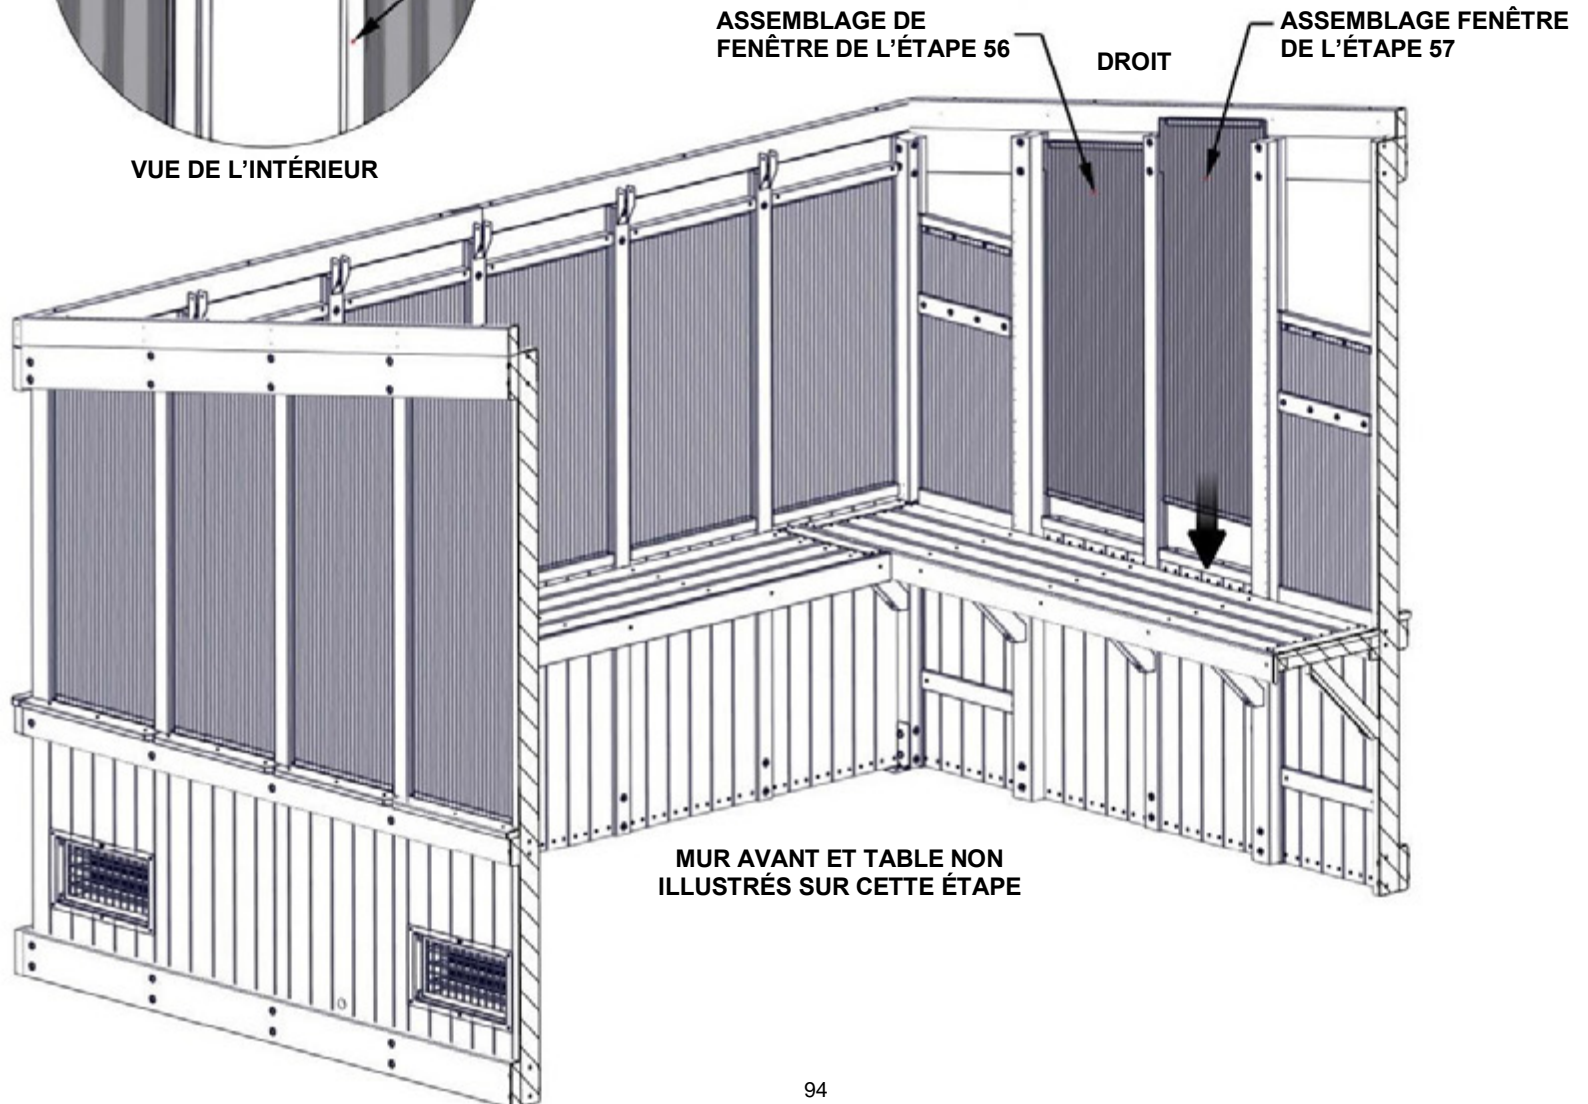 ASSEMBLAGE DE
FENÊTRE DE L’ÉTAPE 56
DROIT
ASSEMBLAGE FENÊTRE
DE L’ÉTAPE 57
VUE DE L’INTÉRIEUR
MUR AVANT ET TABLE NON
ILLUSTRÉS SUR CETTE ÉTAPE
94